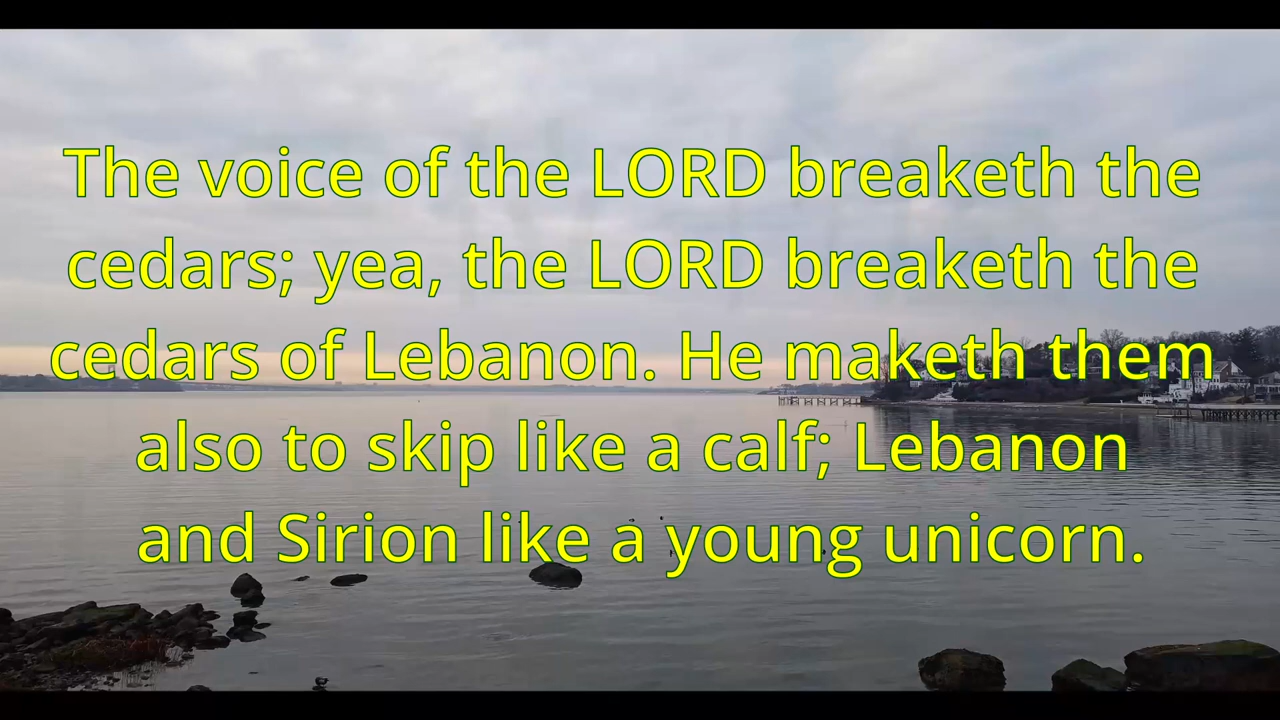 The voice of the LORD breaketh the
cedars; yea, the LORD breaketh the
cedars of Lebanon. He maketh them
also to skip like a calf; Lebanon
and Sirion like a young unicorn.